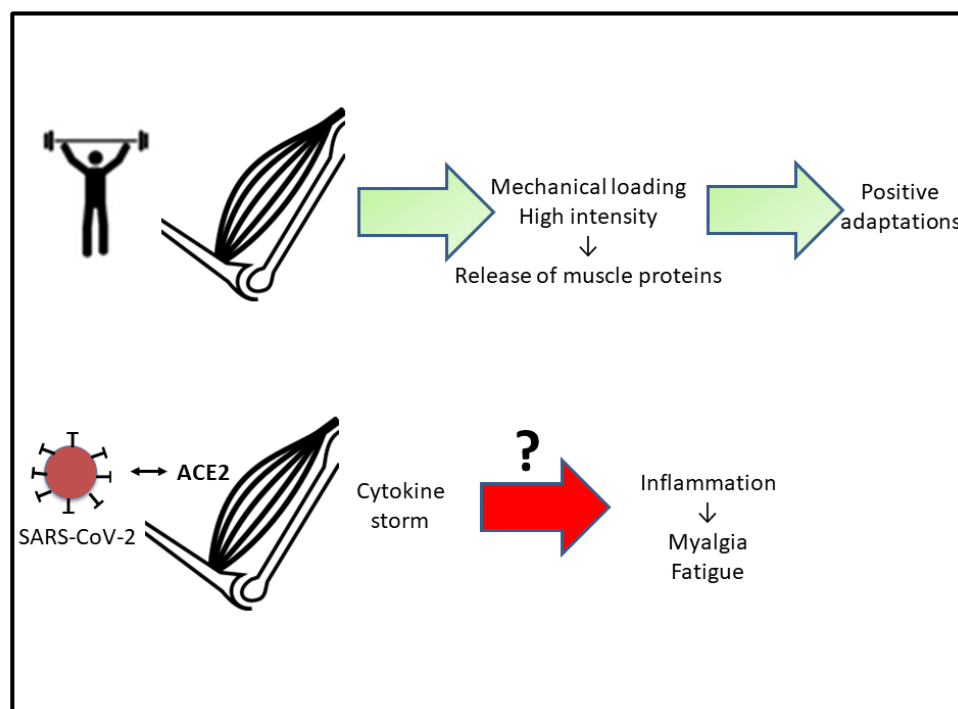 Mechanical loading
High intensity
↓
Release of muscle proteins
Positive
adaptations
SARS-CoV-2
ACE2
Cytokine
storm
?
Inflammation
↓
Myalgia
Fatigue